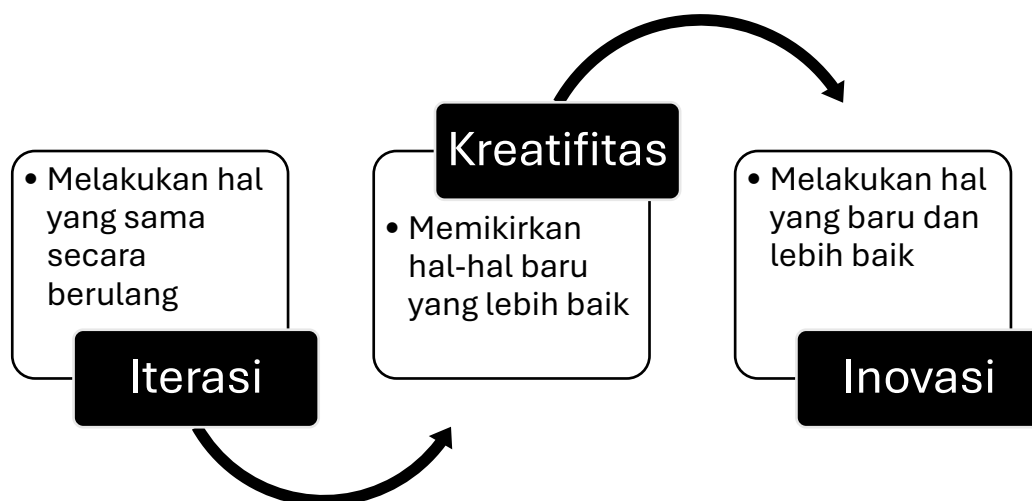 • Melakukan hal
yang sama
secara
berulang
Iterasi
Kreatifitas
• Memikirkan
hal-hal baru
yang lebih baik
• Melakukan hal
yang baru dan
lebih baik
Inovasi